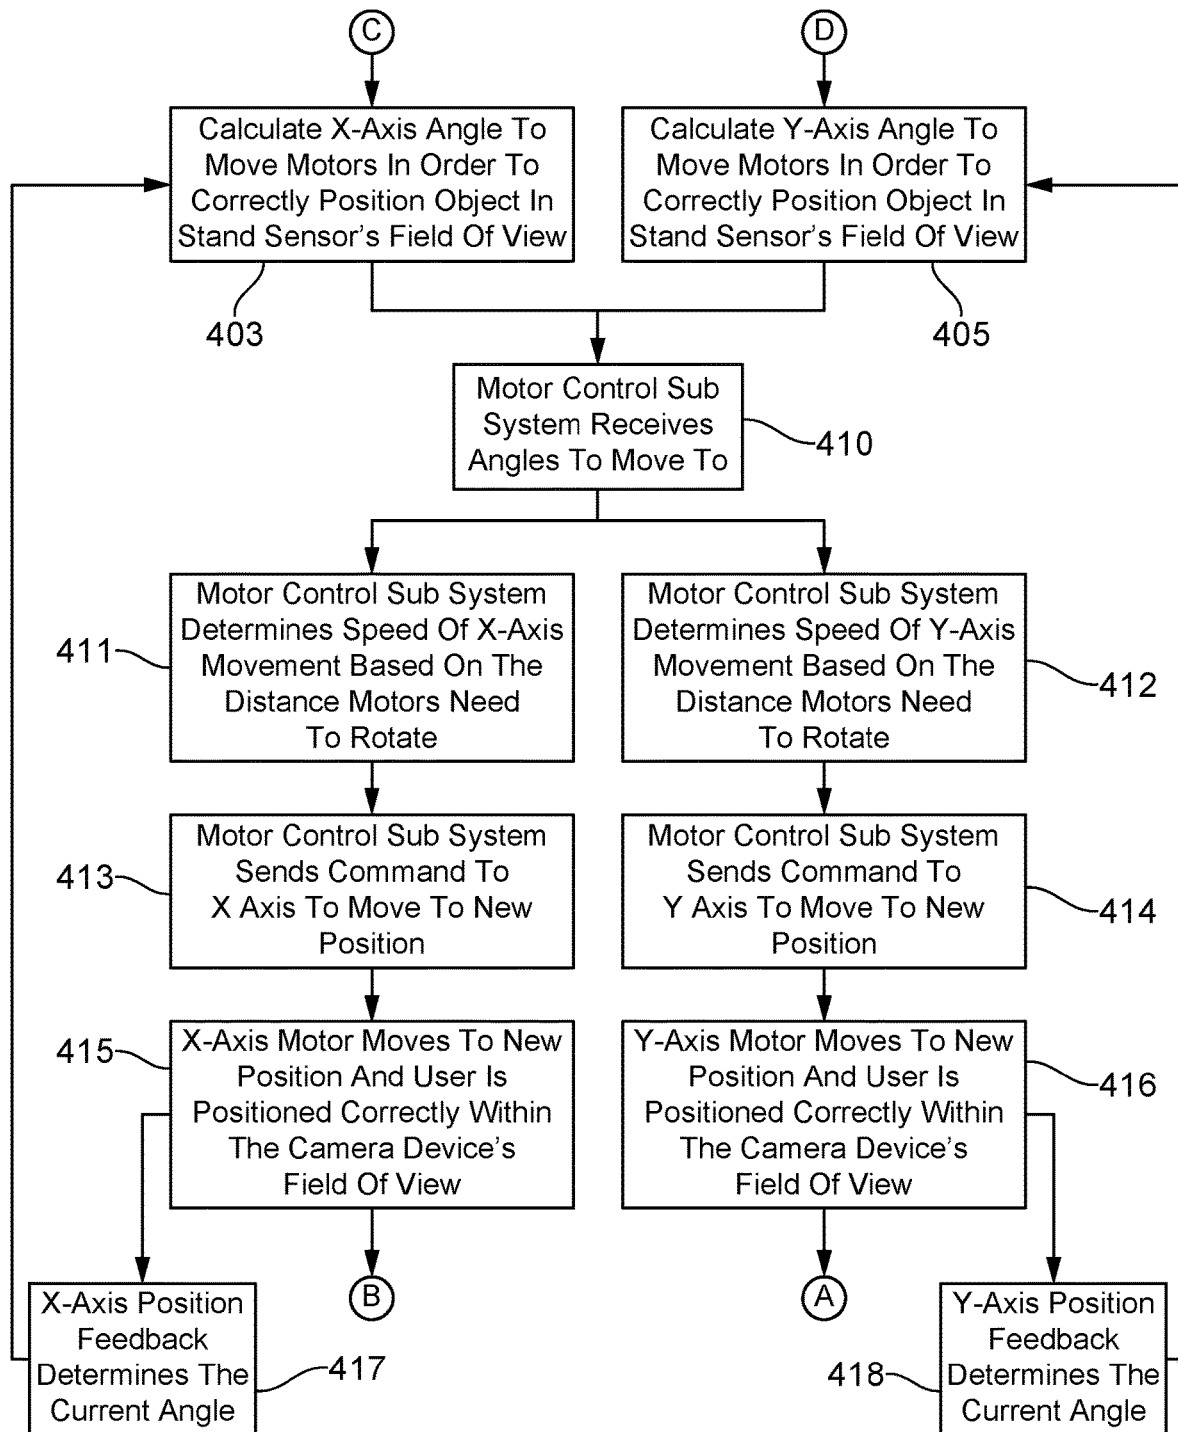 C
D
Calculate X-Axis Angle To
Move Motors In Order To
Correctly Position Object In
Stand Sensor's Field Of View
403
Calculate Y-Axis Angle To
Move Motors In Order To
Correctly Position Object In
Stand Sensor's Field Of View
405
Motor Control Sub
System Receives
Angles To Move To
410
Motor Control Sub System
Determines Speed Of X-Axis
Movement Based On The
Distance Motors Need
To Rotate
411
Motor Control Sub System
Determines Speed Of Y-Axis
Movement Based On The
Distance Motors Need
To Rotate
412
Motor Control Sub System
Sends Command To
X Axis To Move To New
Position
413
Motor Control Sub System
Sends Command To
Y Axis To Move To New
Position
414
X-Axis Motor Moves To New
Position And User Is
Positioned Correctly Within
The Camera Device's
Field Of View
415
Y-Axis Motor Moves To New
Position And User Is
Positioned Correctly Within
The Camera Device's
Field Of View
416
X-Axis Position
Feedback
Determines The
Current Angle
417
B
A
Y-Axis Position
Feedback
Determines The
Current Angle
418